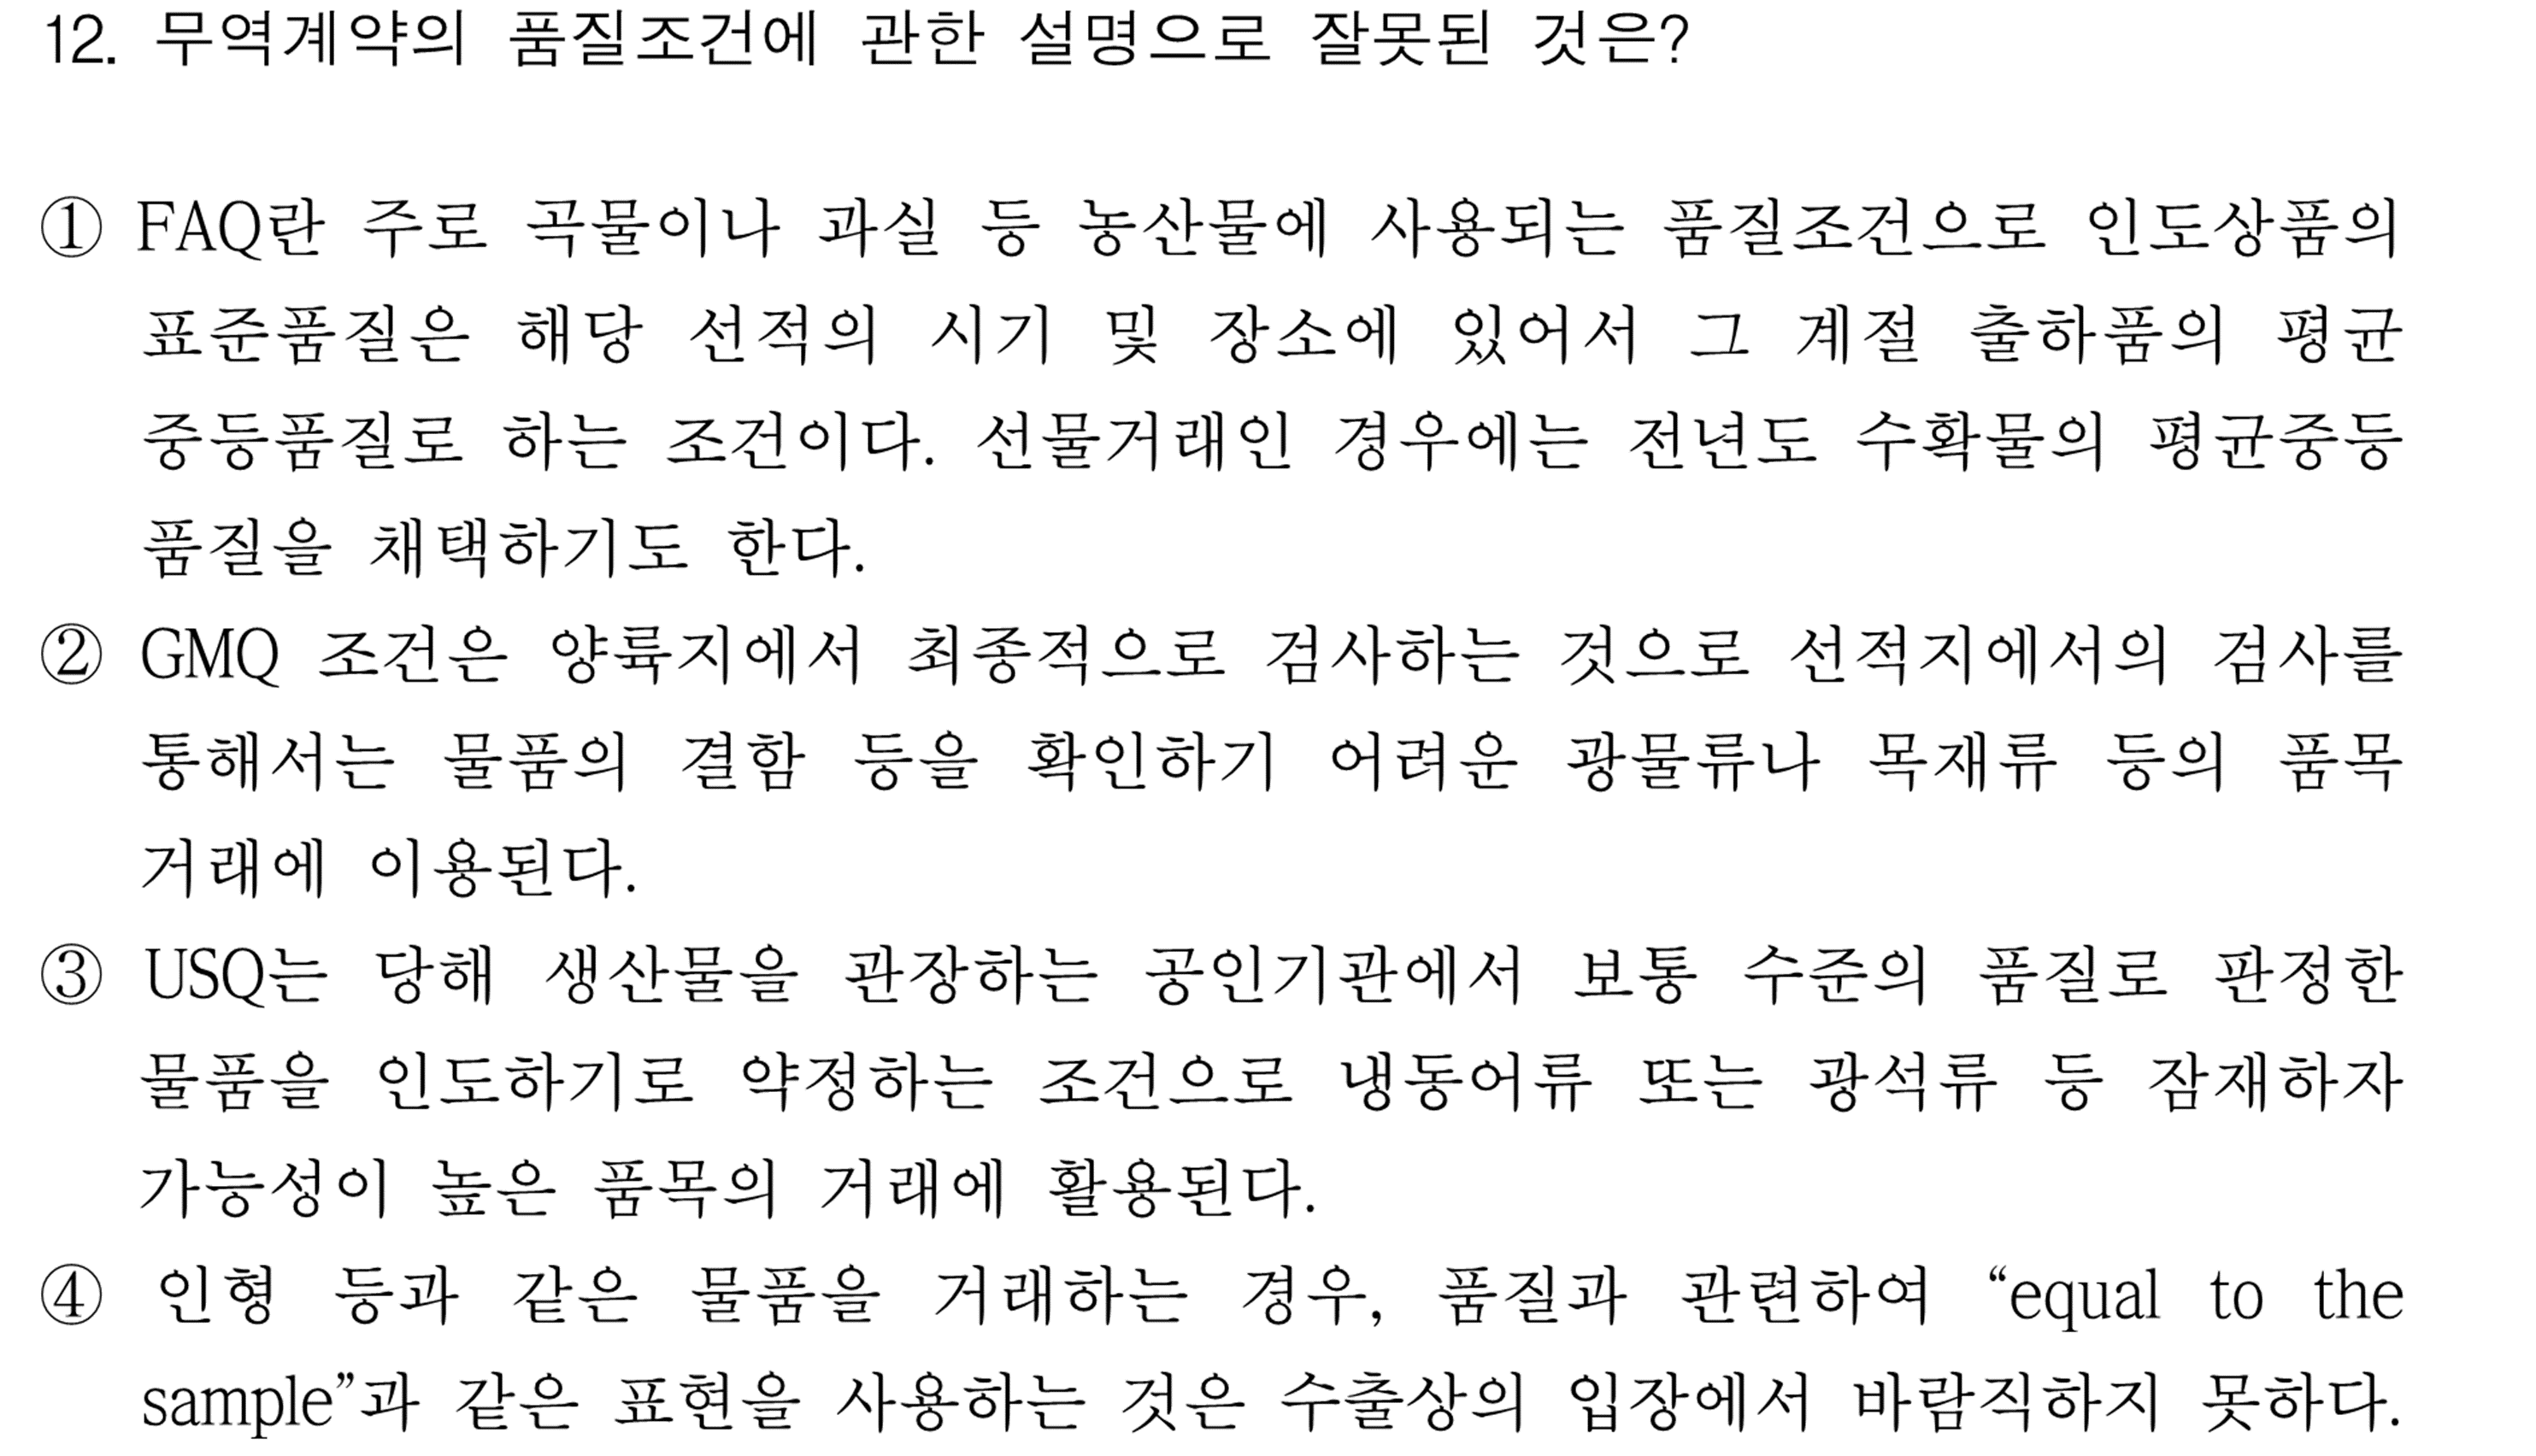 12. 무역계약의 품질조건에 관한 설명으로 잘못된 것은?
① FAQ란 주로 곡물이나 과실 등 농산물에 사용되는 품질조건으로 인도상품의
표준품질은 해당 선적의 시기 및 장소에 있어서 그 계절 출하품의 평균
중등품질로 하는 조건이다. 선물거래인 경우에는 전년도 수확물의 평균중등
품질을 채택하기도 한다.
② GMQ 조건은 양륙지에서 최종적으로 검사하는 것으로 선적지에서의 검사를
통해서는 물품의 결함 등을 확인하기 어려운 광물류나 목재류 등의 품목
거래에 이용된다.
③ USQ는 당해 생산물을 관장하는 공인기관에서 보통 수준의 품질로 판정한
물품을 인도하기로 약정하는 조건으로 냉동어류 또는 광석류 등 잠재하자
가능성이 높은 품목의 거래에 활용된다.
④ 인형 등과 같은 물품을 거래하는 경우, 품질과 관련하여 “equal to the
sample”과 같은 표현을 사용하는 것은 수출상의 입장에서 바람직하지 못하다.